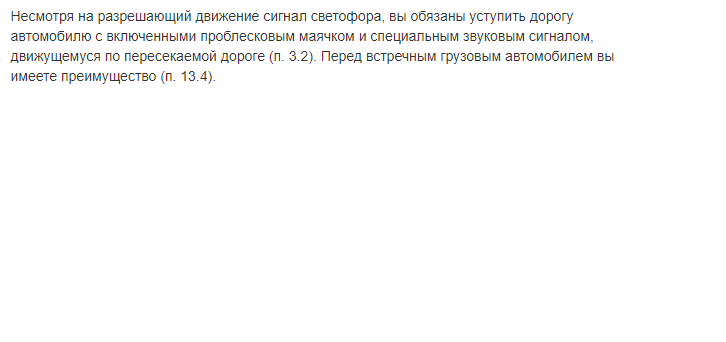 Несмотря на разрешающий движение сигнал светофора, вы обязаны уступить дорогу
автомобилю с включенными проблесковым маячком и специальным звуковым сигналом,
движущемуся по пересекаемой дороге (п. 3.2). Перед встречным грузовым автомобилем вы
имеете преимущество (п. 13.4).